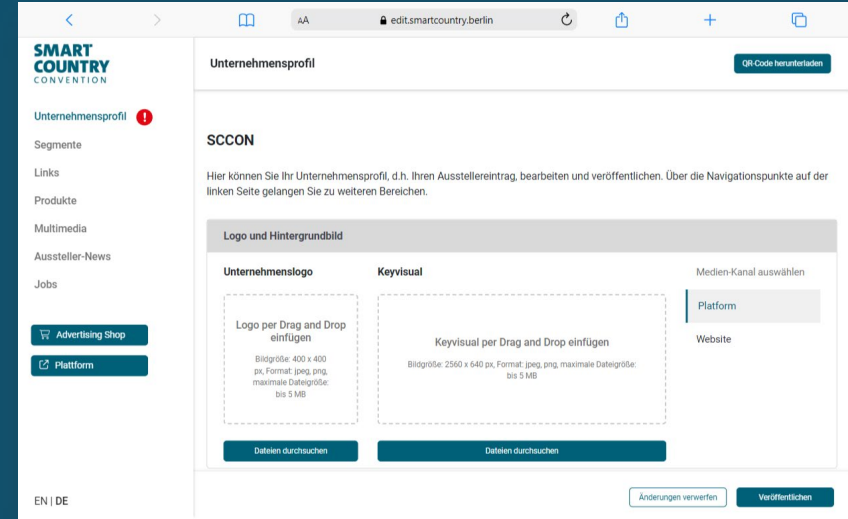 AA
edit.smartcountry.berlin
SMART
COUNTRY
CONVENTION
Unternehmensprofil
QR-Code herunterladen
Unternehmensprofil
Segmente
Links
Produkte
Multimedia
Aussteller-News
Jobs
Advertising Shop
Plattform
EN | DE
SCCON
Hier können Sie Ihr Unternehmensprofil, d.h. Ihren Ausstellereintrag, bearbeiten und veröffentlichen. Über die Navigationspunkte auf der
linken Seite gelangen Sie zu weiteren Bereichen.
Logo und Hintergrundbild
Unternehmenslogo
Logo per Drag and Drop
einfügen
Bildgröße: 400 x 400
px, Format: jpeg, png,
maximale Dateigröße:
bis 5 MB
Dateien durchsuchen
Keyvisual
Keyvisual per Drag and Drop einfügen
Bildgröße: 2560 x 640 px, Format: jpeg, png, maximale Dateigröße:
bis 5 MB
Dateien durchsuchen
Medien-Kanal auswählen
Platform
Website
Änderungen verwerfen
Veröffentlichen